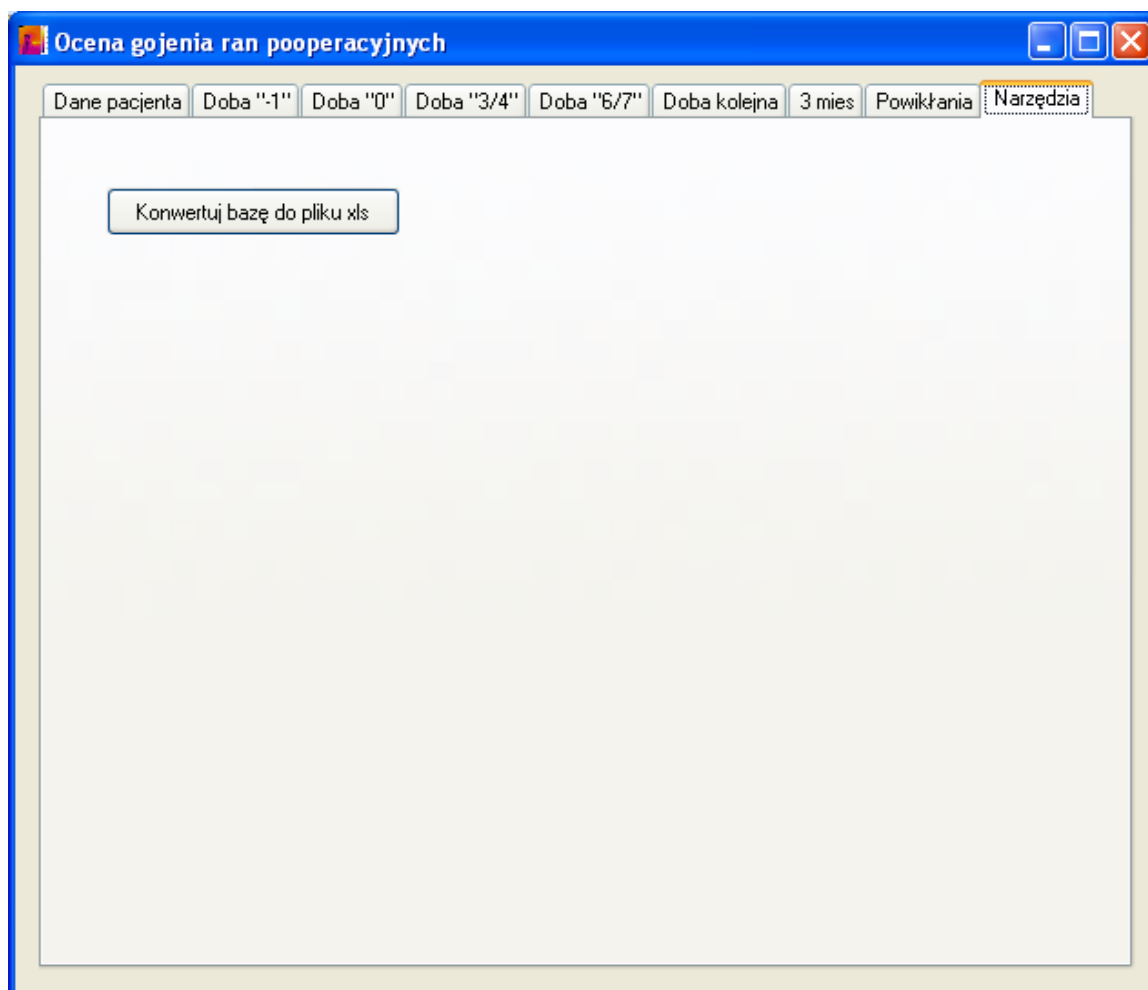 Ocena gojenia ran pooperacyjnych
Dane pacjenta Doba "-1" Doba "0" Doba "3/4" Doba "6/7" Doba kolejna 3 mies Powikłania Narzędzia
Konwertuj bazę do pliku xls